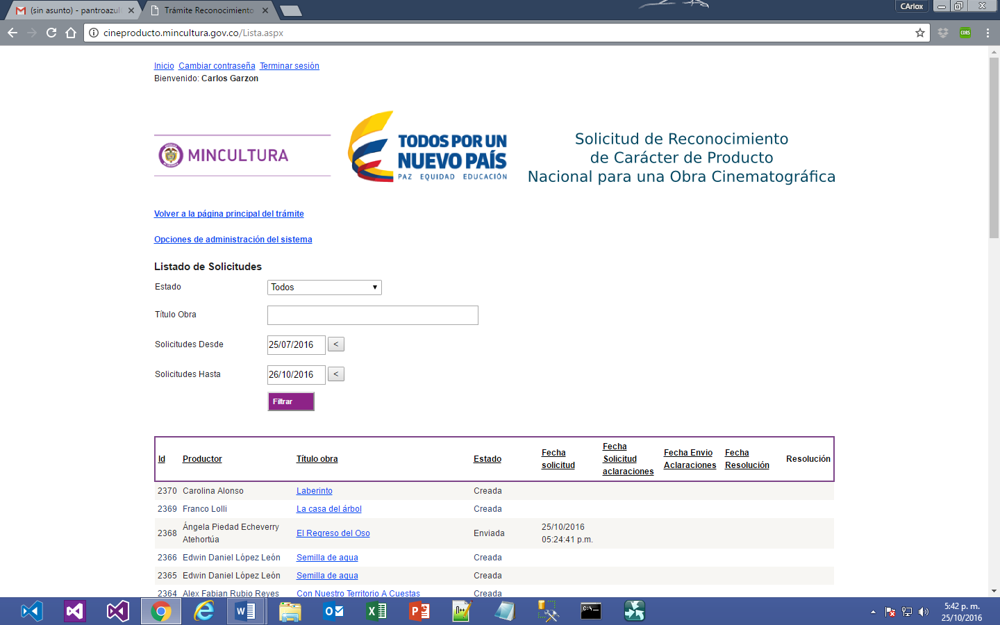 (sin asunto) - pantroazul
Trámite Reconocimiento
CArlox
cineproducto.mincultura.gov.co/Lista.aspx
CORS
Inicio Cambiar contraseña Terminar sesión
Bienvenido: Carlos Garzon
MINCULTURA
TODOS POR UN
NUEVO PAÍS
PAZ EQUIDAD EDUCACIÓN
Solicitud de Reconocimiento
de Carácter de Producto
Nacional para una Obra Cinematográfica
Volver a la página principal del trámite
Opciones de administración del sistema
Listado de Solicitudes
Estado Todos
Título Obra
Solicitudes Desde 25/07/2016 <
Solicitudes Hasta 26/10/2016 <
Filtrar
Id Productor Título obra Estado Fecha solicitud Fecha Solicitud aclaraciones Fecha Envio Aclaraciones Fecha Resolución Resolución
2370 Carolina Alonso Laberinto Creada
2369 Franco Lolli La casa del árbol Creada
2368 Ángela Piedad Echeverry Atehortúa El Regreso del Oso Enviada 25/10/2016 05:24:41 p.m.
2366 Edwin Daniel López León Semilla de agua Creada
2365 Edwin Daniel López León Semilla de agua Creada
2364 Alex Fabian Rubio Reyes Con Nuestro Territorio A Cuestas Creada
5:42 p. m.
25/10/2016